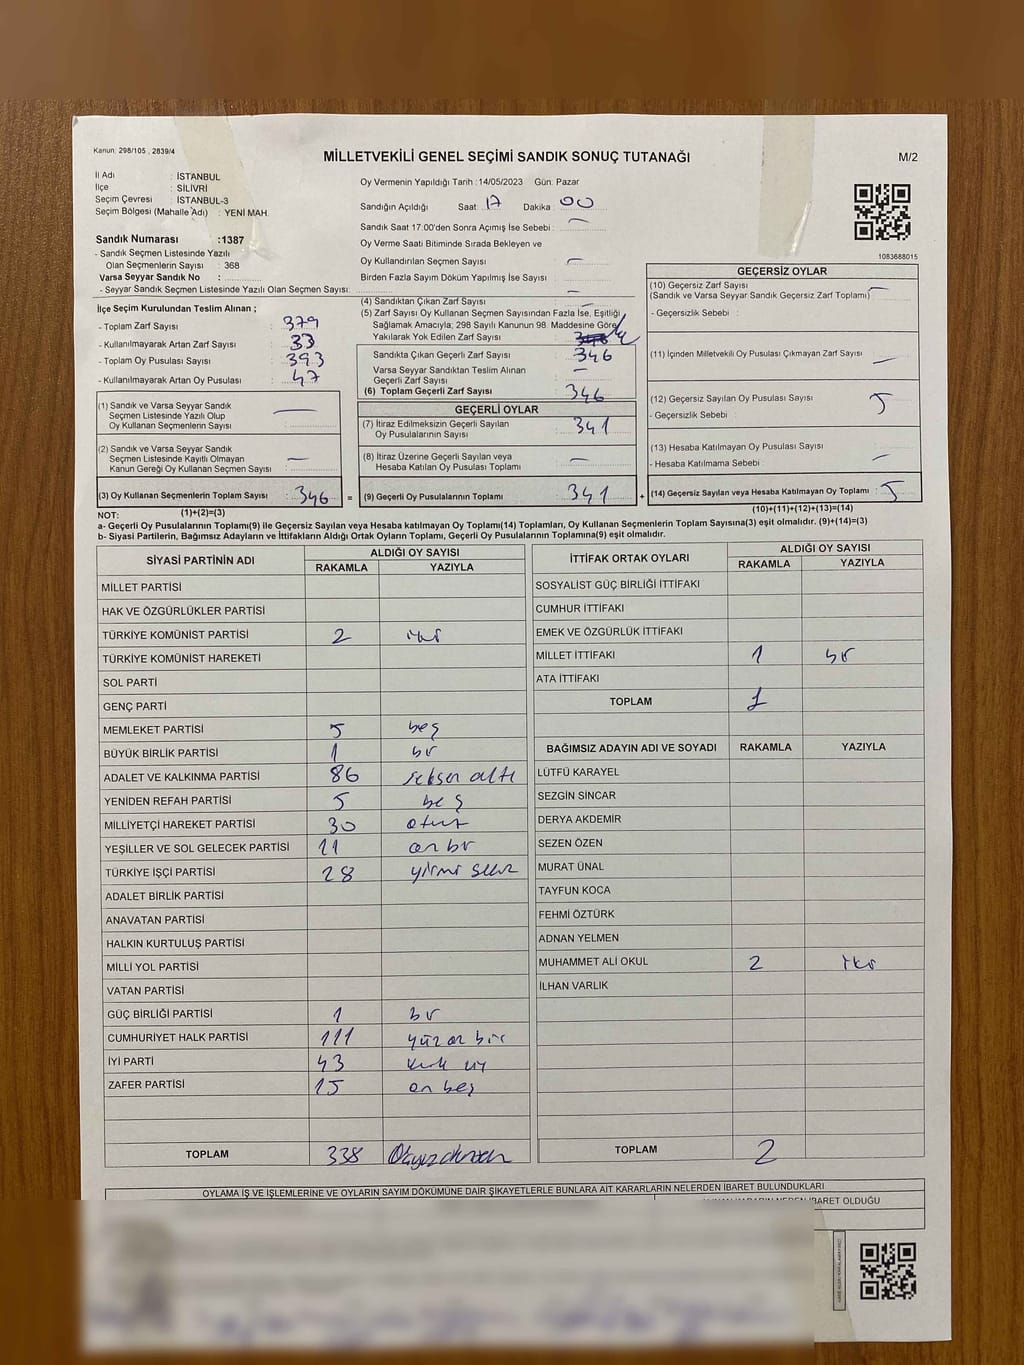 Kanun: 298/105 , 2839/4
MİLLETVEKİLİ GENEL SEÇİMİ SANDIK SONUÇ TUTANAĞI
M/2
İl Adı : İSTANBUL
İlçe : SİLİVRİ
Seçim Çevresi : İSTANBUL-3
Seçim Bölgesi (Mahalle Adı) : YENİ MAH.
Sandık Numarası :1387
- Sandık Seçmen Listesinde Yazılı
Olan Seçmenlerin Sayısı : 368
Varsa Seyyar Sandık No :
- Seyyar Sandık Seçmen Listesinde Yazılı Olan Seçmen Sayısı:
Oy Vermenin Yapıldığı Tarih :14/05/2023 Gün: Pazar
Sandığın Açıldığı Saat : 17 Dakika : 00
Sandık Saat 17.00'den Sonra Açımış İse Sebebi : —
Oy Verme Saati Bitiminde Sırada Bekleyen ve
Oy Kullandırılan Seçmen Sayısı : —
Birden Fazla Sayım Döküm Yapılmış İse Sayısı : —
1083688015
İlçe Seçim Kurulundan Teslim Alınan ;
- Toplam Zarf Sayısı : 379
- Kullanılmayarak Artan Zarf Sayısı : 33
- Toplam Oy Pusulası Sayısı : 393
- Kullanılmayarak Artan Oy Pusulası : 47
(1) Sandık ve Varsa Seyyar Sandık
Seçmen Listesinde Yazılı Olup
Oy Kullanan Seçmenlerin Sayısı : —
(2) Sandık ve Varsa Seyyar Sandık
Seçmen Listesinde Kayıtlı Olmayan
Kanun Gereği Oy Kullanan Seçmen Sayısı : —
(3) Oy Kullanan Seçmenlerin Toplam Sayısı : 346 =
(4) Sandıktan Çıkan Zarf Sayısı : —
(5) Zarf Sayısı Oy Kullanan Seçmen Sayısından Fazla İse, Eşitliği
Sağlamak Amacıyla, 298 Sayılı Kanunun 98. Maddesine Göre
Yakılarak Yok Edilen Zarf Sayısı
Sandıkta Çıkan Geçerli Zarf Sayısı : 346
Varsa Seyyar Sandıktan Teslim Alınan
Geçerli Zarf Sayısı : —
(6) Toplam Geçerli Zarf Sayısı : 346
GEÇERLİ OYLAR
(7) İtiraz Edilmeksizin Geçerli Sayılan
Oy Pusulalarının Sayısı : 341
(8) İtiraz Üzerine Geçerli Sayılan veya
Hesaba Katılan Oy Pusulası Toplamı : —
(9) Geçerli Oy Pusulalarının Toplamı : 341 +
GEÇERSİZ OYLAR
(10) Geçersiz Zarf Sayısı : —
(Sandık ve Varsa Seyyar Sandık Geçersiz Zarf Toplamı)
- Geçersizlik Sebebi :
(11) İçinden Milletvekili Oy Pusulası Çıkmayan Zarf Sayısı : —
(12) Geçersiz Sayılan Oy Pusulası Sayısı : 5
- Geçersizlik Sebebi :
(13) Hesaba Katılmayan Oy Pusulası Sayısı : —
- Hesaba Katılmama Sebebi :
(14) Geçersiz Sayılan veya Hesaba Katılmayan Oy Toplamı : 5
NOT: (1)+(2)=(3) (10)+(11)+(12)+(13)=(14)
a- Geçerli Oy Pusulalarının Toplamı(9) ile Geçersiz Sayılan veya Hesaba katılmayan Oy Toplamı(14) Toplamları, Oy Kullanan Seçmenlerin Toplam Sayısına(3) eşit olmalıdır. (9)+(14)=(3)
b- Siyasi Partilerin, Bağımsız Adayların ve İttifakların Aldığı Oyların Toplamı, Geçerli Oy Pusulalarının Toplamına(9) eşit olmalıdır.
SİYASİ PARTİNİN ADI ALDIĞI OY SAYISI
RAKAMLA YAZIYLA
MİLLET PARTİSİ
HAK VE ÖZGÜRLÜKLER PARTİSİ
TÜRKİYE KOMÜNİST PARTİSİ 2 iki
TÜRKİYE KOMÜNİST HAREKETİ
SOL PARTİ
GENÇ PARTİ
MEMLEKET PARTİSİ 5 beş
BÜYÜK BİRLİK PARTİSİ 1 bir
ADALET VE KALKINMA PARTİSİ 86 seksen altı
YENİDEN REFAH PARTİSİ 5 beş
MİLLİYETÇİ HAREKET PARTİSİ 30 otuz
YEŞİLLER VE SOL GELECEK PARTİSİ 11 on bir
TÜRKİYE İŞÇİ PARTİSİ 28 yirmi sekiz
ADALET BİRLİK PARTİSİ
ANAVATAN PARTİSİ
HALKIN KURTULUŞ PARTİSİ
MİLLİ YOL PARTİSİ
VATAN PARTİSİ
GÜÇ BİRLİĞİ PARTİSİ 1 bir
CUMHURİYET HALK PARTİSİ 111 yüz on bir
İYİ PARTİ 43 kırk üç
ZAFER PARTİSİ 15 on beş
TOPLAM 338
İTTİFAK ORTAK OYLARI ALDIĞI OY SAYISI
RAKAMLA YAZIYLA
SOSYALİST GÜÇ BİRLİĞİ İTTİFAKI
CUMHUR İTTİFAKI
EMEK VE ÖZGÜRLÜK İTTİFAKI
MİLLET İTTİFAKI 1 bir
ATA İTTİFAKI
TOPLAM 1
BAĞIMSIZ ADAYIN ADI VE SOYADI RAKAMLA YAZIYLA
LÜTFÜ KARAYEL
SEZGİN SİNCAR
DERYA AKDEMİR
SEZEN ÖZEN
MURAT ÜNAL
TAYFUN KOCA
FEHMİ ÖZTÜRK
ADNAN YELMEN
MUHAMMET ALİ OKUL 2 iki
İLHAN VARLIK
TOPLAM 2
OYLAMA İŞ VE İŞLEMLERİNE VE OYLARIN SAYIM DÖKÜMÜNE DAİR ŞİKAYETLERLE BUNLARA AİT KARARLARIN NELERDEN İBARET BULUNDUKLARI
İBARET OLDUĞU